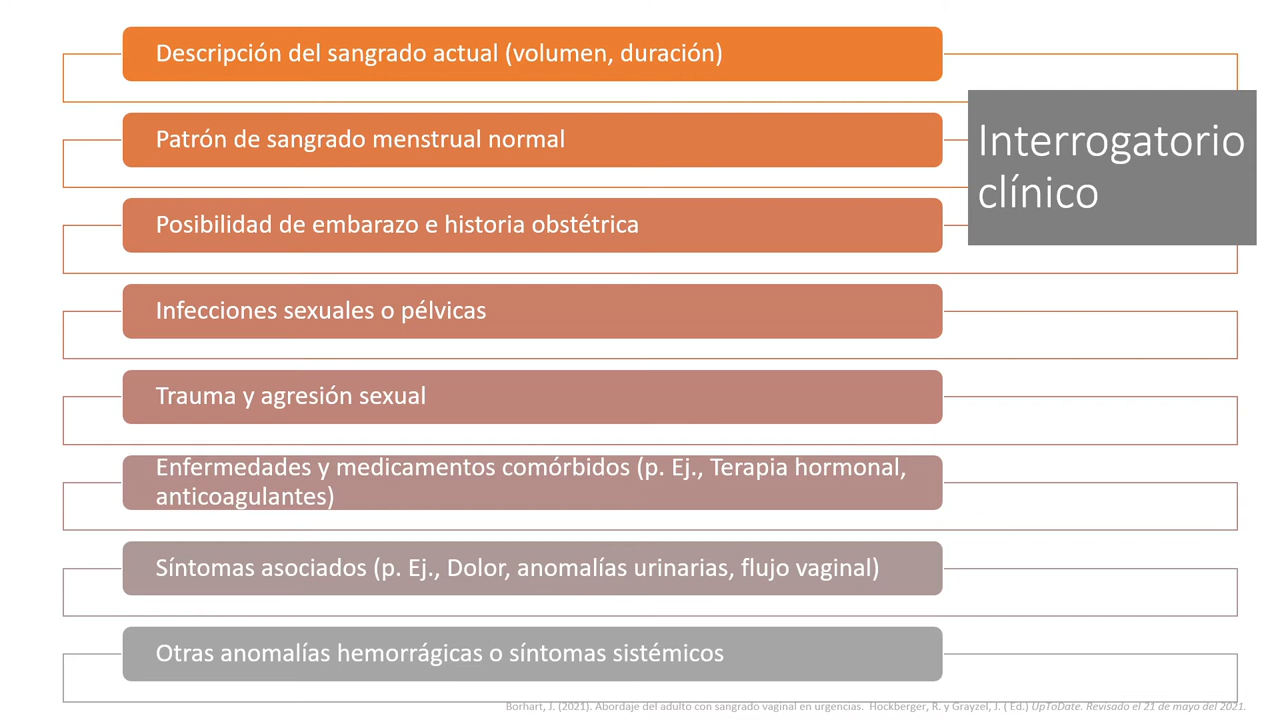 Descripción del sangrado actual (volumen, duración)
Patrón de sangrado menstrual normal
Interrogatorio
clínico
Posibilidad de embarazo e historia obstétrica
Infecciones sexuales o pélvicas
Trauma y agresión sexual
Enfermedades y medicamentos comórbidos (p. Ej., Terapia hormonal,
anticoagulantes)
Síntomas asociados (p. Ej., Dolor, anomalías urinarias, flujo vaginal)
Otras anomalías hemorrágicas o síntomas sistémicos
Borhart, J. (2021). Abordaje del adulto con sangrado vaginal en urgencias. Hockberger, R. y Grayzel, J. ( Ed.) UpToDate. Revisado el 21 de mayo del 2021.